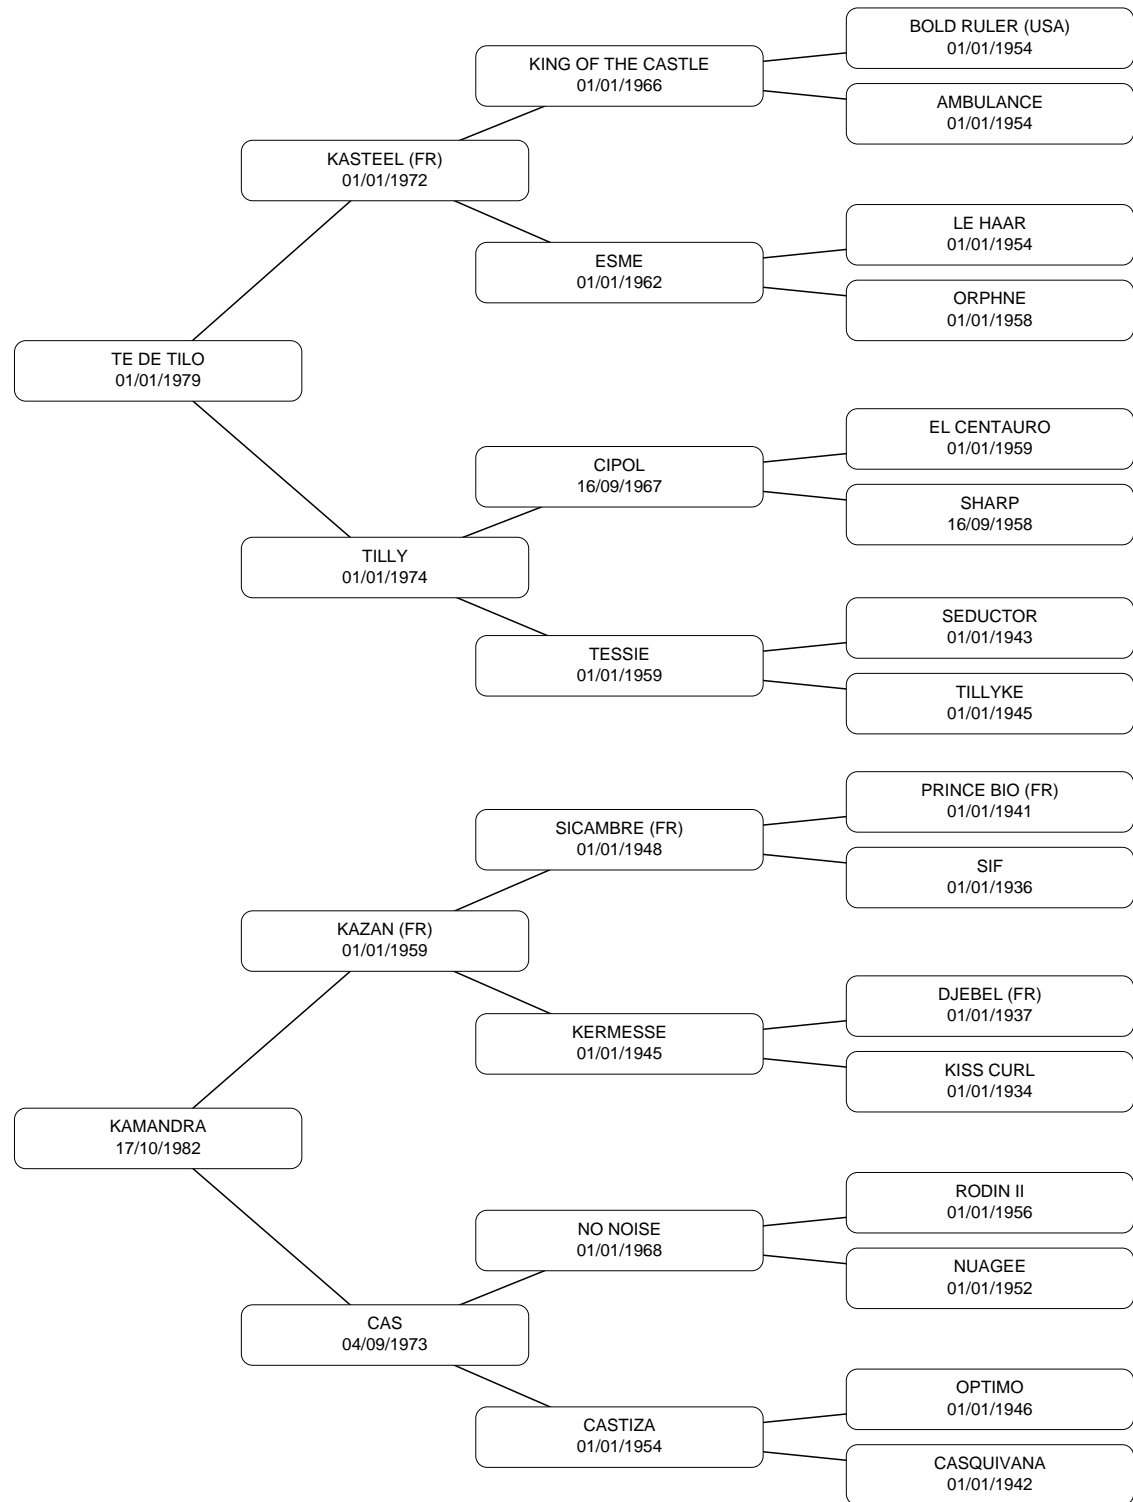 BOLD RULER (USA)
01/01/1954
KING OF THE CASTLE
01/01/1966
AMBULANCE
01/01/1954
KASTEEL (FR)
01/01/1972
LE HAAR
01/01/1954
ESME
01/01/1962
ORPHNE
01/01/1958
TE DE TILO
01/01/1979
EL CENTAURO
01/01/1959
CIPOL
16/09/1967
SHARP
16/09/1958
TILLY
01/01/1974
SEDUCTOR
01/01/1943
TESSIE
01/01/1959
TILLYKE
01/01/1945
PRINCE BIO (FR)
01/01/1941
SICAMBRE (FR)
01/01/1948
SIF
01/01/1936
KAZAN (FR)
01/01/1959
DJEBEL (FR)
01/01/1937
KERMESSE
01/01/1945
KISS CURL
01/01/1934
KAMANDRA
17/10/1982
RODIN II
01/01/1956
NO NOISE
01/01/1968
NUAGEE
01/01/1952
CAS
04/09/1973
OPTIMO
01/01/1946
CASTIZA
01/01/1954
CASQUIVANA
01/01/1942